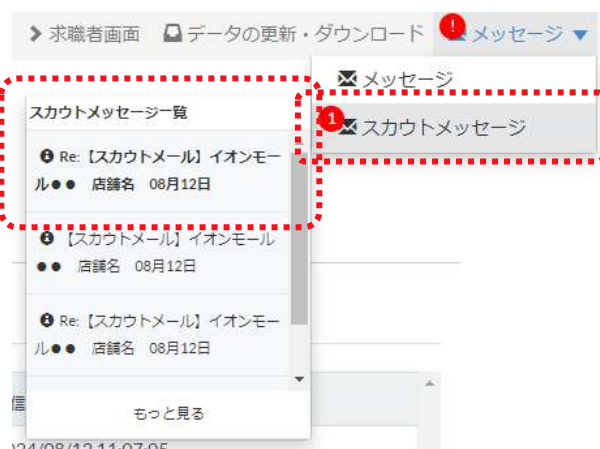 求職者画面 データの更新・ダウンロード ! メッセージ ▼
メッセージ
1 スカウトメッセージ
スカウトメッセージ一覧
Re:【スカウトメール】イオンモー
ル●● 店舗名 08月12日
【スカウトメール】イオンモール
●● 店舗名 08月12日
Re:【スカウトメール】イオンモー
ル●● 店舗名 08月12日
もっと見る
信